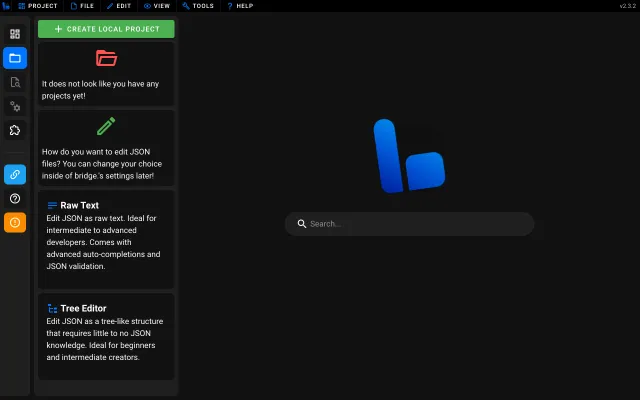 PROJECT FILE EDIT VIEW TOOLS HELP v2.3.2
CREATE LOCAL PROJECT
It does not look like you have any
projects yet!
How do you want to edit JSON
files? You can change your choice
inside of bridge.'s settings later!
Raw Text
Edit JSON as raw text. Ideal for
intermediate to advanced
developers. Comes with
advanced auto-completions and
JSON validation.
Tree Editor
Edit JSON as a tree-like structure
that requires little to no JSON
knowledge. Ideal for beginners
and intermediate creators.
Search...